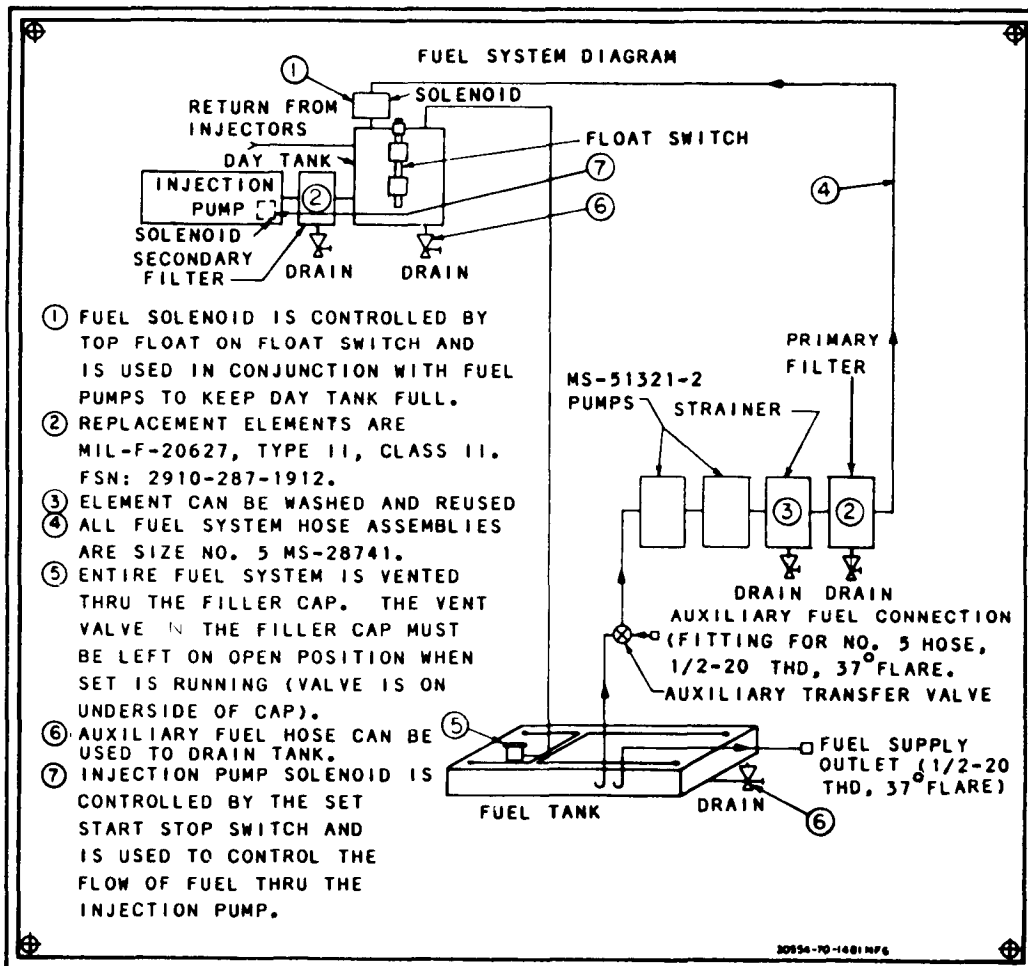 FUEL SYSTEM DIAGRAM
①
SOLENOID
RETURN FROM
INJECTORS
FLOAT SWITCH
DAY TANK
⑦
INJECTION
PUMP
②
④
⑥
SOLENOID
SECONDARY
FILTER
DRAIN
DRAIN
① FUEL SOLENOID IS CONTROLLED BY
TOP FLOAT ON FLOAT SWITCH AND
IS USED IN CONJUNCTION WITH FUEL
PUMPS TO KEEP DAY TANK FULL.
② REPLACEMENT ELEMENTS ARE
MIL-F-20627, TYPE II, CLASS II.
FSN: 2910-287-1912.
③ ELEMENT CAN BE WASHED AND REUSED
④ ALL FUEL SYSTEM HOSE ASSEMBLIES
ARE SIZE NO. 5 MS-28741.
⑤ ENTIRE FUEL SYSTEM IS VENTED
THRU THE FILLER CAP. THE VENT
VALVE IN THE FILLER CAP MUST
BE LEFT ON OPEN POSITION WHEN
SET IS RUNNING (VALVE IS ON
UNDERSIDE OF CAP).
⑥ AUXILIARY FUEL HOSE CAN BE
USED TO DRAIN TANK.
⑦ INJECTION PUMP SOLENOID IS
CONTROLLED BY THE SET
START STOP SWITCH AND
IS USED TO CONTROL THE
FLOW OF FUEL THRU THE
INJECTION PUMP.
PRIMARY
FILTER
MS-51321-2
PUMPS
STRAINER
③
②
DRAIN
DRAIN
AUXILIARY FUEL CONNECTION
(FITTING FOR NO. 5 HOSE,
1/2-20 THD, 37° FLARE.
AUXILIARY TRANSFER VALVE
⑤
FUEL SUPPLY
OUTLET (1/2-20
THD, 37° FLARE)
FUEL TANK
DRAIN
⑥